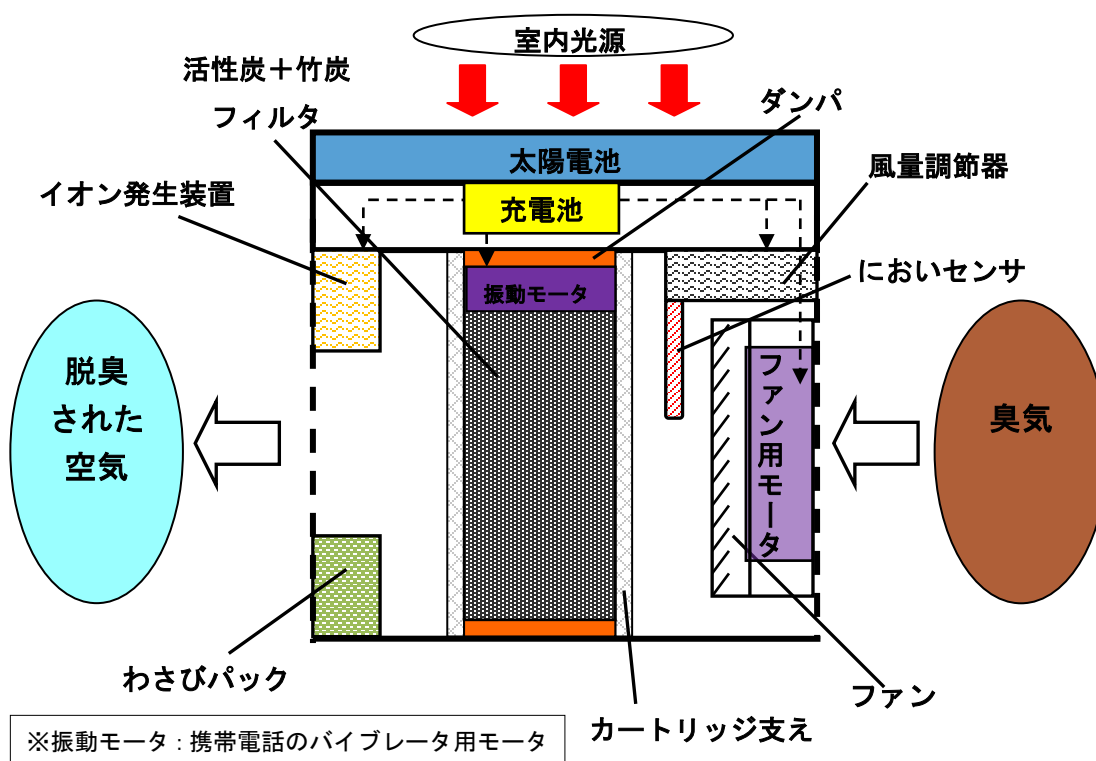 室内光源
活性炭＋竹炭
フィルタ
ダンパ
太陽電池
風量調節器
イオン発生装置
充電池
においセンサ
振動モータ
脱臭
された
空気
ファン用モータ
臭気
わさびパック
ファン
カートリッジ支え
※振動モータ：携帯電話のバイブレータ用モータ